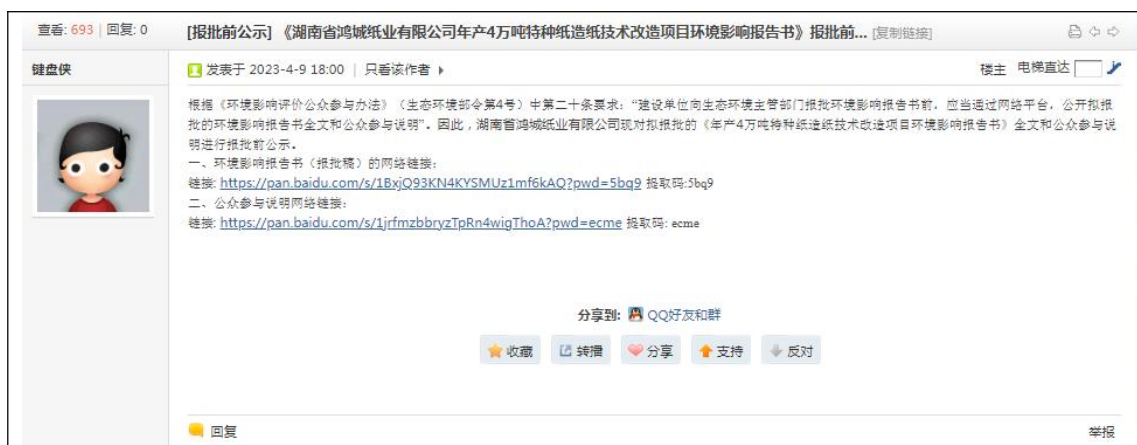 查看: 693 | 回复: 0
[报批前公示] 《湖南省鸿城纸业有限公司年产4万吨特种纸造纸技术改造项目环境影响报告书》报批前... [复制链接]
键盘侠
发表于 2023-4-9 18:00 | 只看该作者
楼主 电梯直达
根据《环境影响评价公众参与办法》（生态环境部令第4号）中第二十条要求：“建设单位向生态环境主管部门报批环境影响报告书前，应当通过网络平台，公开拟报
批的环境影响报告书全文和公众参与说明”。因此，湖南省鸿城纸业有限公司现对拟报批的《年产4万吨特种纸造纸技术改造项目环境影响报告书》全文和公众参与说
明进行报批前公示。
一、环境影响报告书（报批稿）的网络链接：
链接: https://pan.baidu.com/s/1BxjQ93KN4KYSMUz1mf6kAQ?pwd=5bq9 提取码:5bq9
二、公众参与说明网络链接：
链接: https://pan.baidu.com/s/1jrfmzbbryzTpRn4wigThoA?pwd=ecme 提取码: ecme
分享到: QQ好友和群
收藏 转播 分享 支持 反对
回复 举报